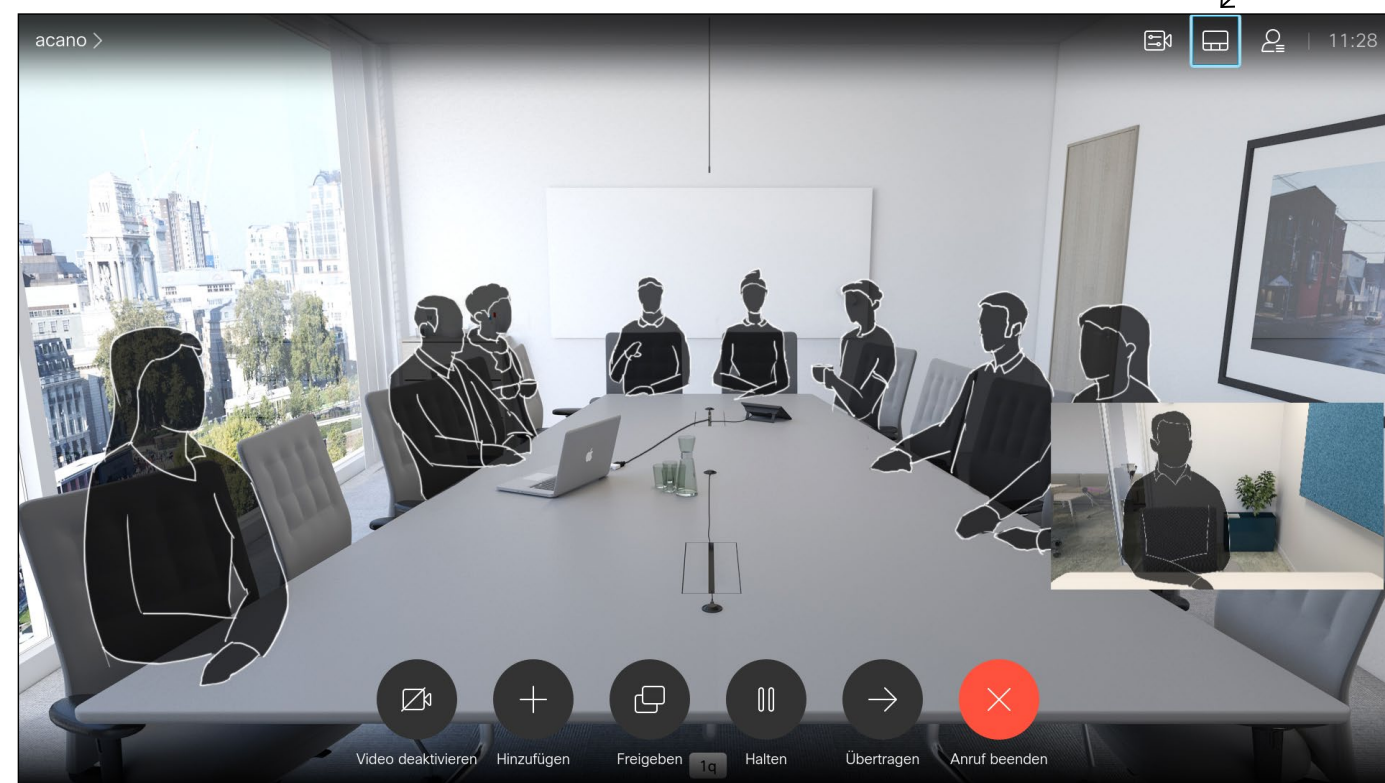 acano >
11:28
Video deaktivieren Hinzufügen Freigeben Halten Übertragen Anruf beenden
1q